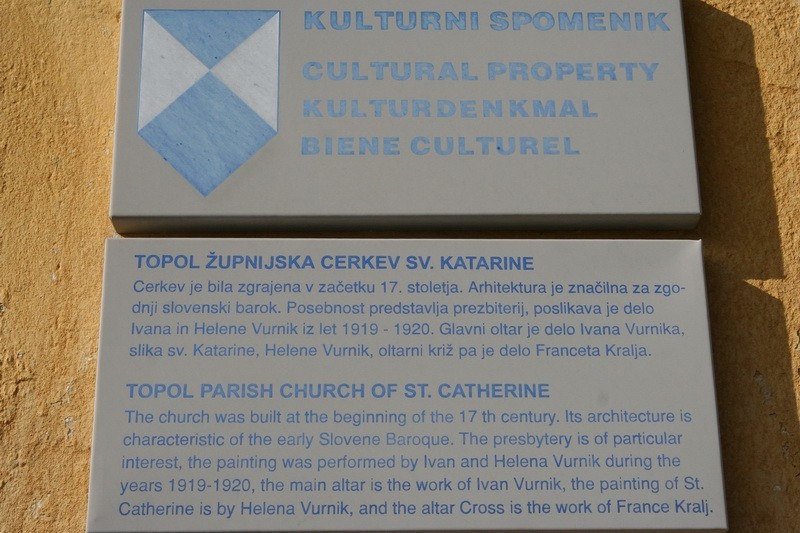 KULTURNI SPOMENIK
CULTURAL PROPERTY
KULTURDENKMAL
BIENE CULTUREL
TOPOL ŽUPNIJSKA CERKEV SV. KATARINE
Cerkev je bila zgrajena v začetku 17. stoletja. Arhitektura je značilna za zgo-
dnji slovenski barok. Posebnost predstavlja prezbiterij, poslikava je delo
Ivana in Helene Vurnik iz let 1919 - 1920. Glavni oltar je delo Ivana Vurnika,
slika sv. Katarine, Helene Vurnik, oltarni križ pa je delo Franceta Kralja.
TOPOL PARISH CHURCH OF ST. CATHERINE
The church was built at the beginning of the 17 th century. Its architecture is
characteristic of the early Slovene Baroque. The presbytery is of particular
interest, the painting was performed by Ivan and Helena Vurnik during the
years 1919-1920, the main altar is the work of Ivan Vurnik, the painting of St.
Catherine is by Helena Vurnik, and the altar Cross is the work of France Kralj.